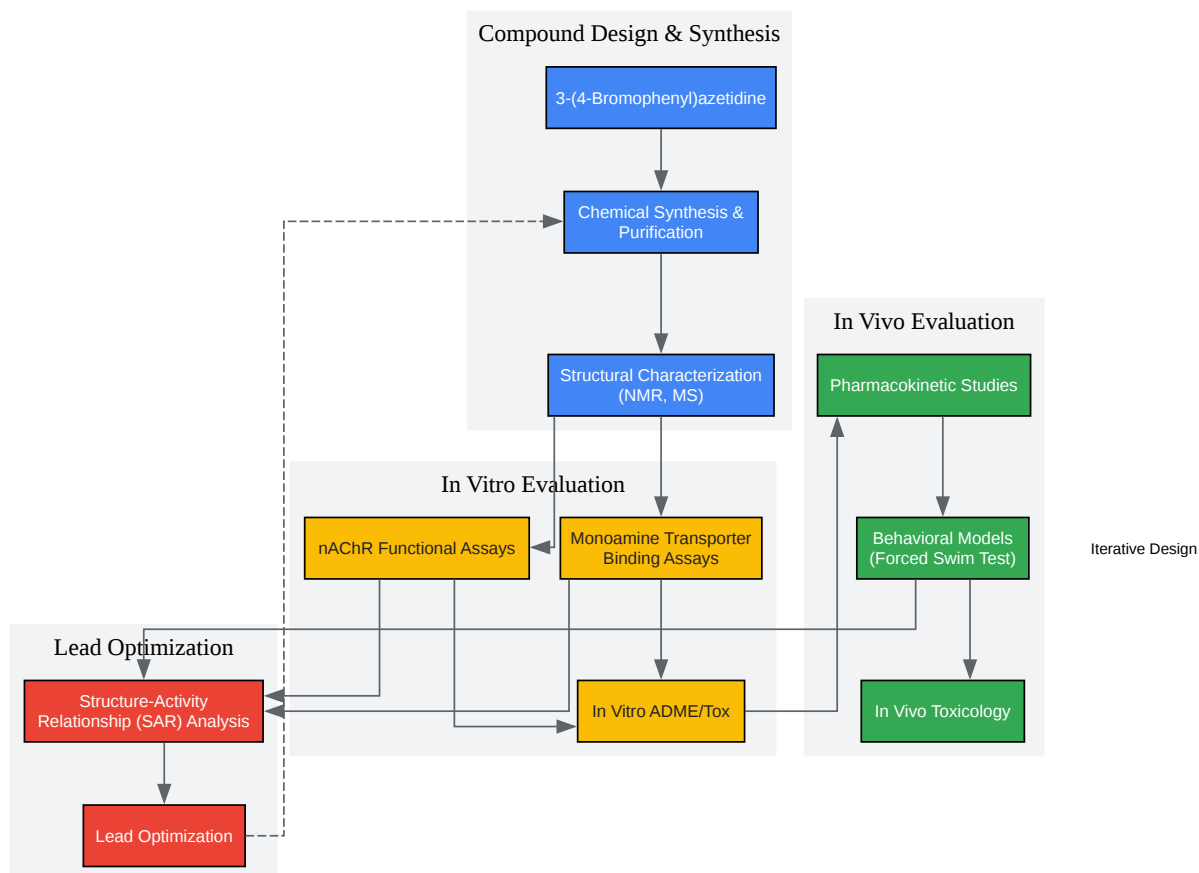 Compound Design & Synthesis
3-(4-Bromophenyl)azetidine
Chemical Synthesis &
Purification
Structural Characterization
(NMR, MS)
In Vivo Evaluation
Pharmacokinetic Studies
Behavioral Models
(Forced Swim Test)
In Vivo Toxicology
Iterative Design
In Vitro Evaluation
nAChR Functional Assays
Monoamine Transporter
Binding Assays
In Vitro ADME/Tox
Lead Optimization
Structure-Activity
Relationship (SAR) Analysis
Lead Optimization